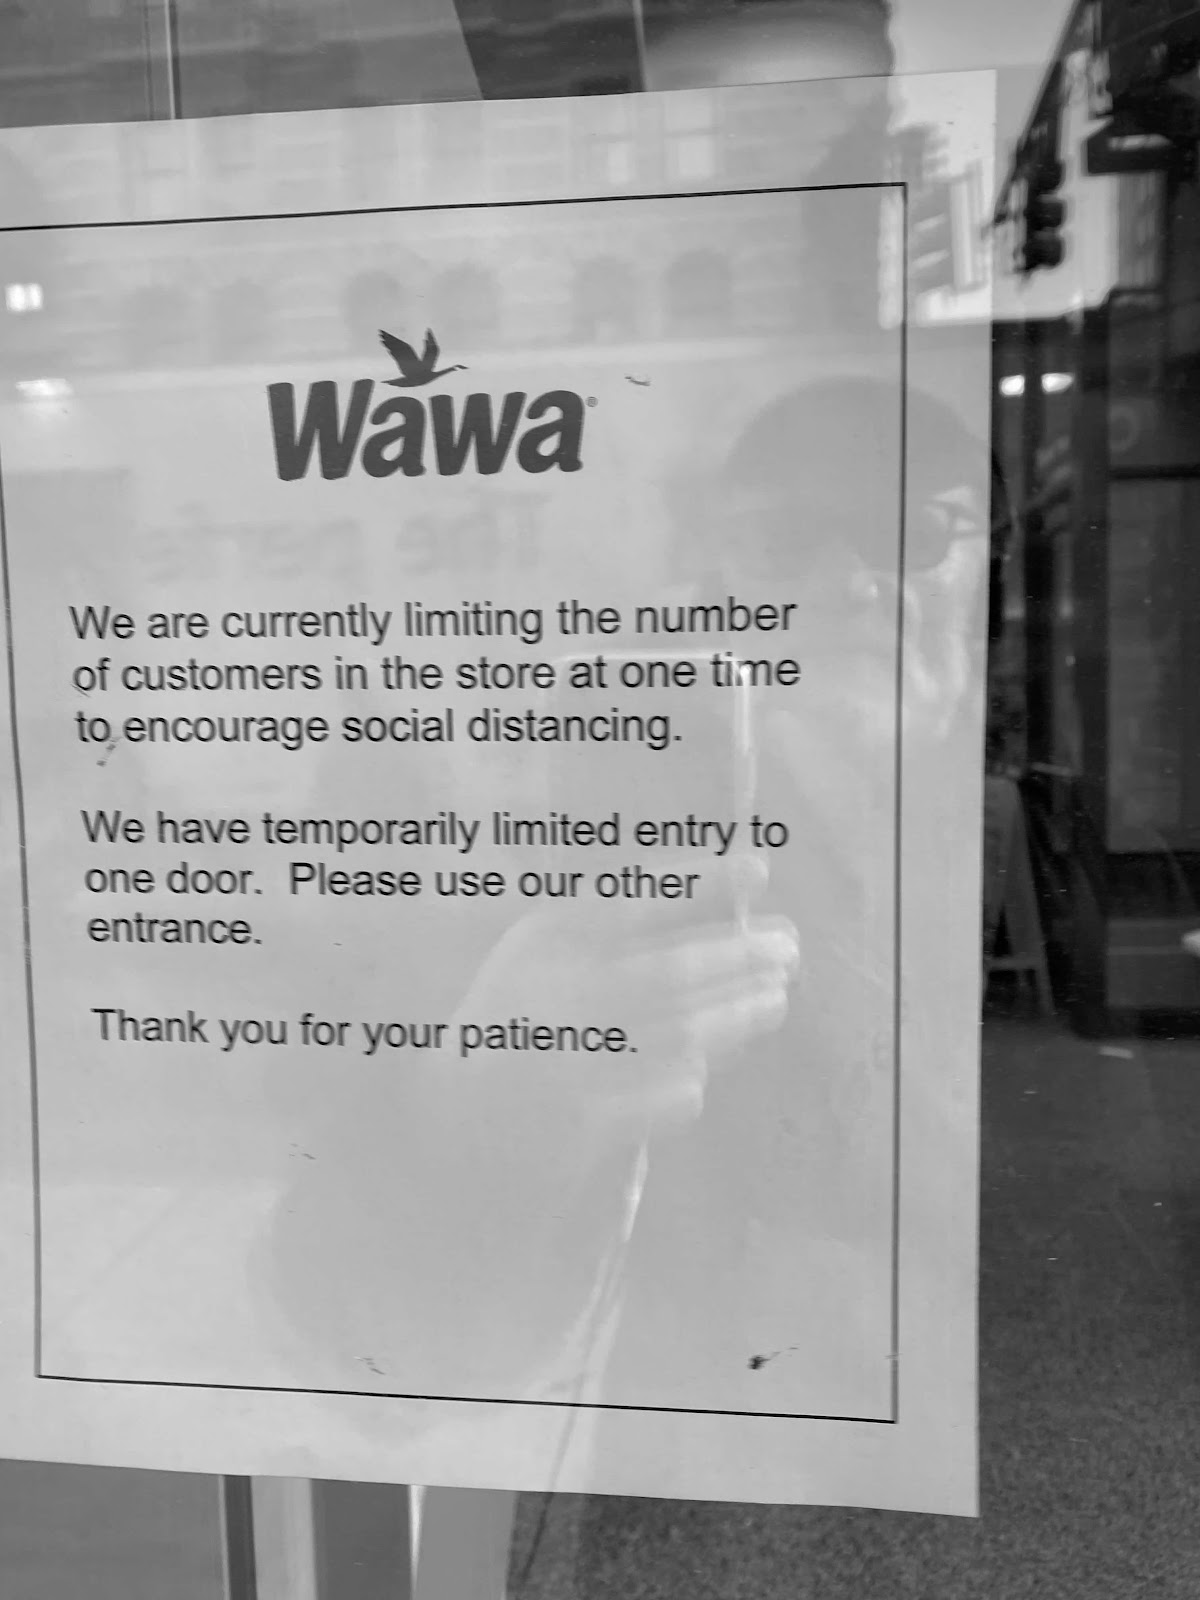 Wawa®
We are currently limiting the number
of customers in the store at one time
to encourage social distancing.
We have temporarily limited entry to
one door.  Please use our other
entrance.
Thank you for your patience.